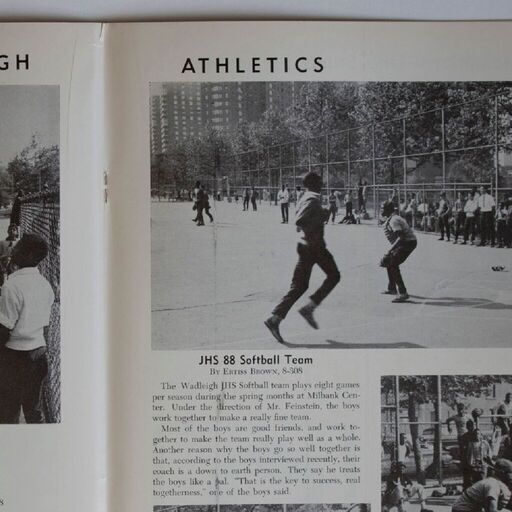 GH
ATHLETICS
JHS 88 Softball Team
BY ERTISS BROWN, 8-308
The Wadleigh JHS Softball team plays eight games
per season during the spring months at Milbank Cen-
ter. Under the direction of Mr. Feinstein, the boys
work together to make a really fine team.
Most of the boys are good friends, and work to-
gether to make the team really play well as a whole.
Another reason why the boys go so well together is
that, according to the boys interviewed recently, their
coach is a down to earth person. They say he treats
the boys like a pal. "That is the key to success, real
togetherness," one of the boys said.
8